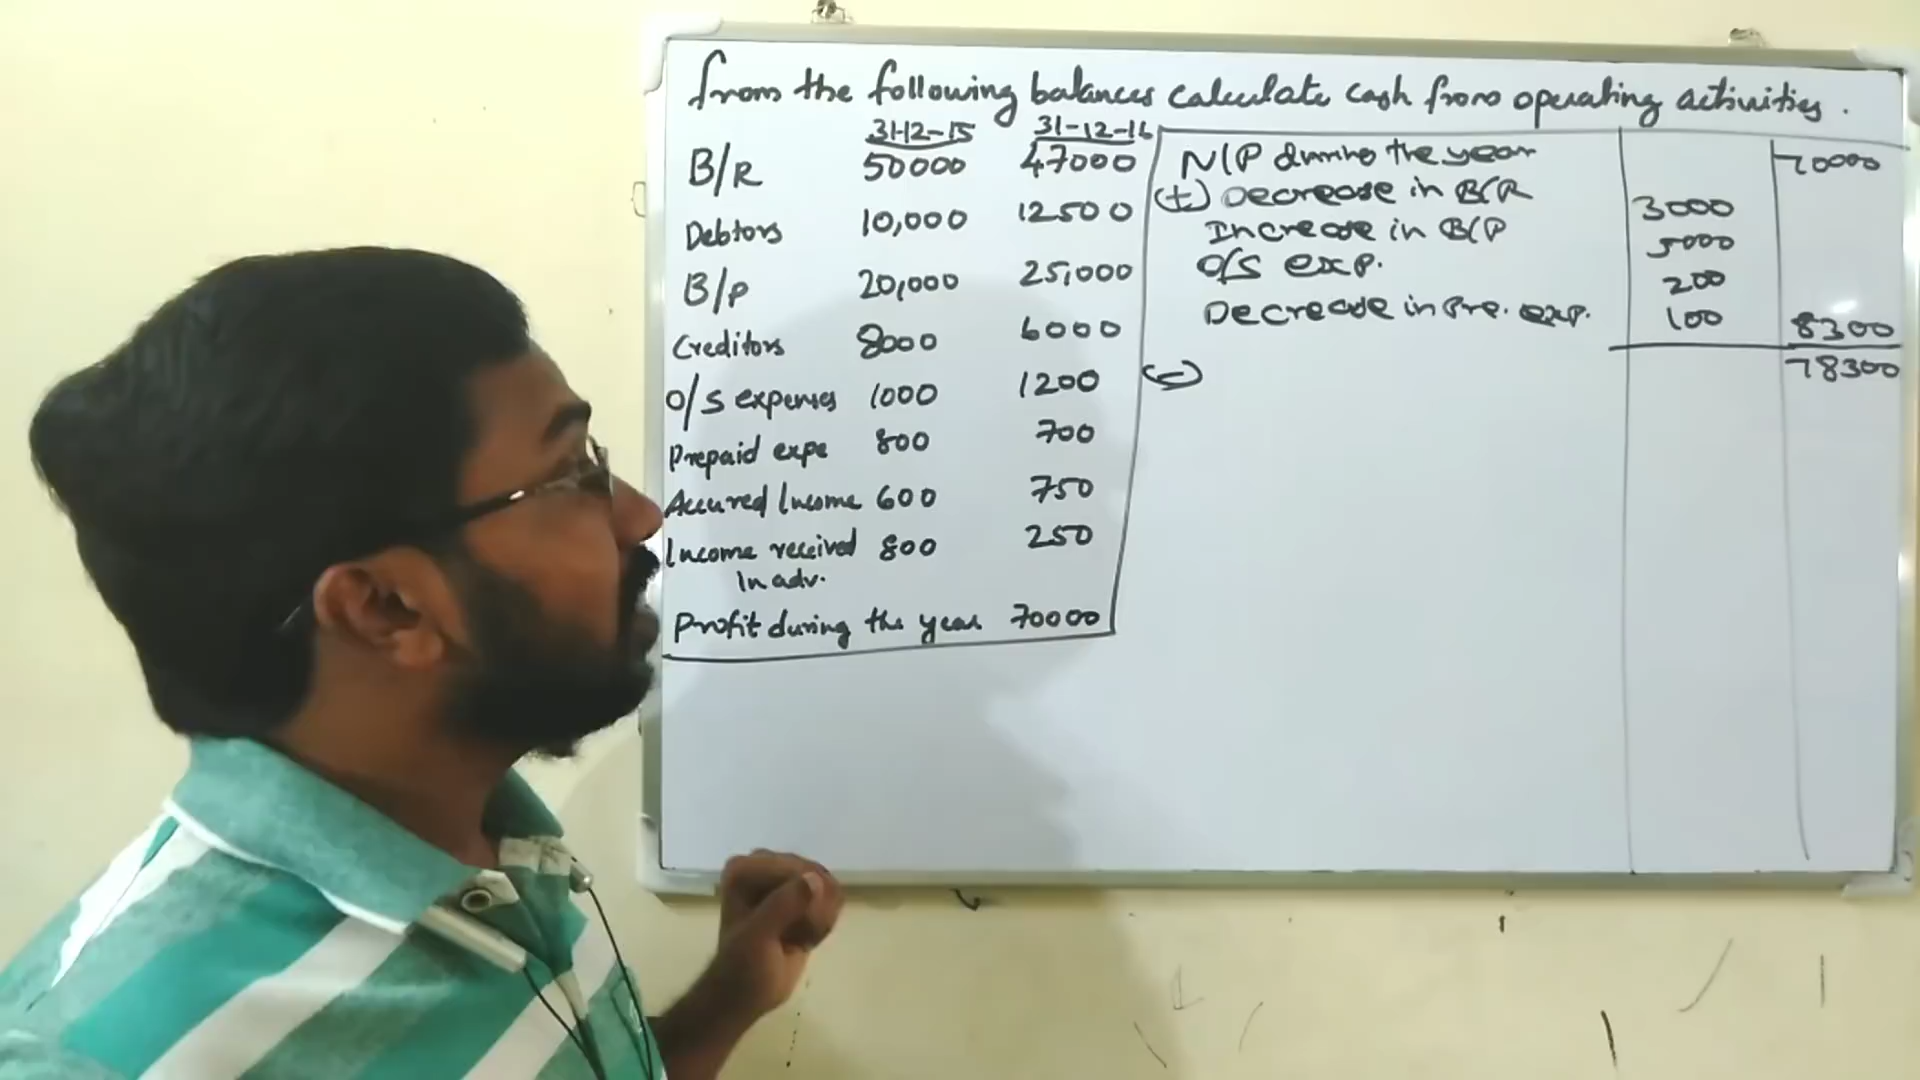 from the following balances calculate cash from operating activities.
31-12-15 31-12-16
B/R 50000 47000
Debtors 10,000 12500
B/P 20,000 25,000
Creditors 8000 6000
O/S expenses 1000 1200
Prepaid expe 800 700
Accured Income 600 750
Income received 800 250
In adv.
Profit during the year 70000
N/P during the year 70000
(+) Decrease in B/R 3000
Increase in B/P 5000
O/S exp. 200
Decrease in Pre. exp. 100 8300
78300
(-)